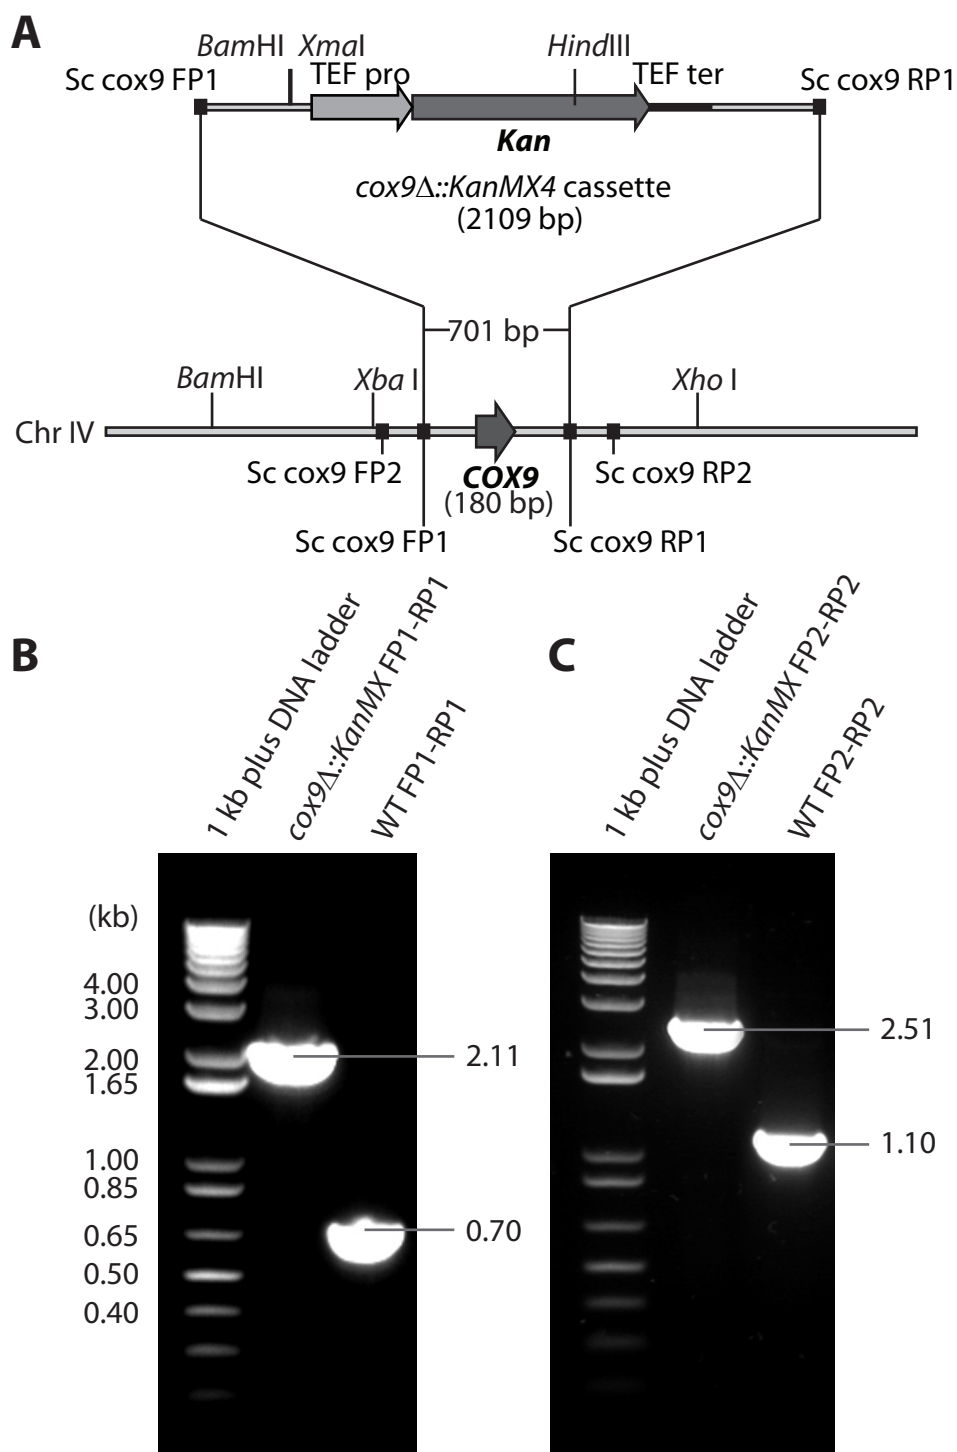 A
BamHI XmaI HindIII
Sc cox9 FP1 TEF pro TEF ter Sc cox9 RP1
Kan
cox9Δ::KanMX4 cassette
(2109 bp)
701 bp
BamHI Xba I Xho I
Chr IV
Sc cox9 FP2 COX9 Sc cox9 RP2
(180 bp)
Sc cox9 FP1 Sc cox9 RP1
B
1 kb plus DNA ladder
cox9Δ::KanMX FP1-RP1
WT FP1-RP1
(kb)
4.00
3.00
2.00
1.65
1.00
0.85
0.65
0.50
0.40
2.11
0.70
C
1 kb plus DNA ladder
cox9Δ::KanMX FP2-RP2
WT FP2-RP2
2.51
1.10